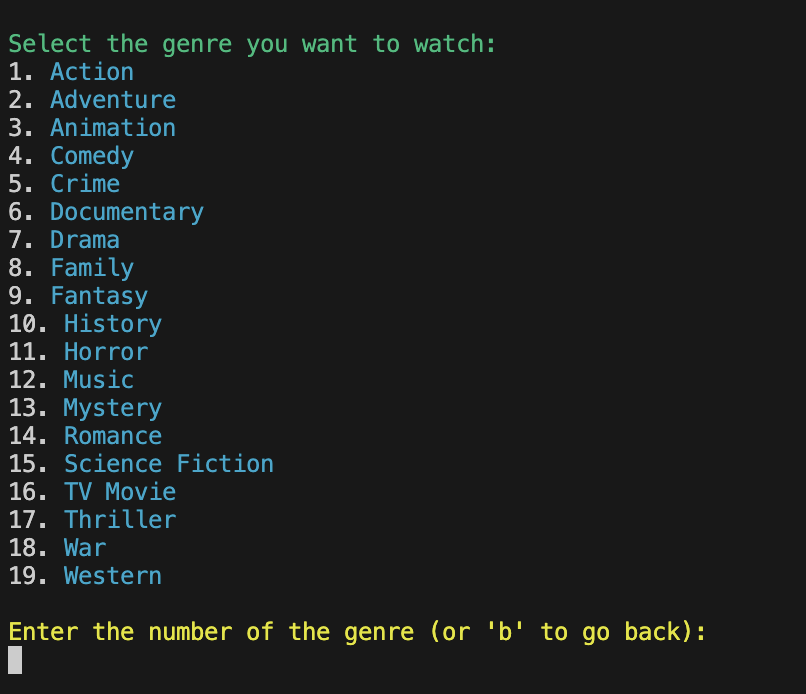 Select the genre you want to watch:
1. Action
2. Adventure
3. Animation
4. Comedy
5. Crime
6. Documentary
7. Drama
8. Family
9. Fantasy
10. History
11. Horror
12. Music
13. Mystery
14. Romance
15. Science Fiction
16. TV Movie
17. Thriller
18. War
19. Western
Enter the number of the genre (or 'b' to go back):